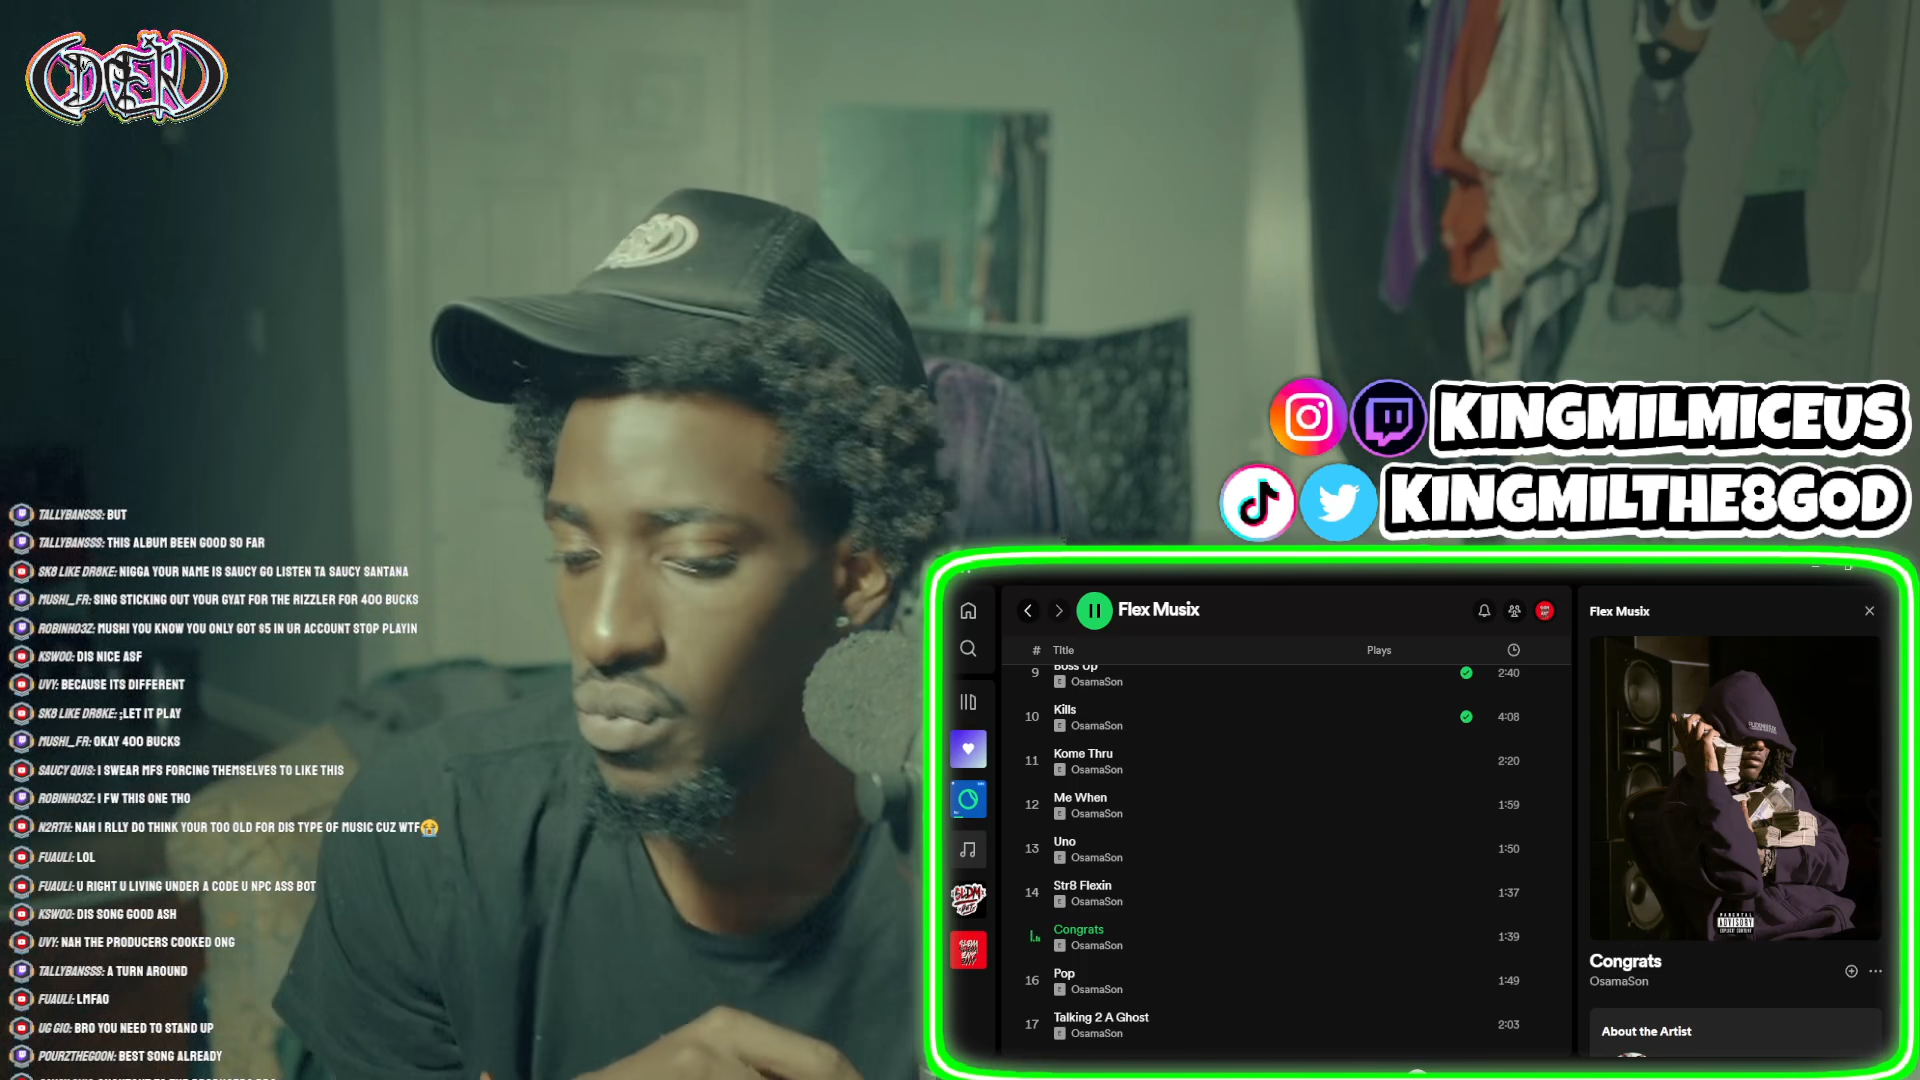 DCER
TALLYBANSSS: BUT
TALLYBANSSS: THIS ALBUM BEEN GOOD SO FAR
SK8 LIKE DR8KE: NIGGA YOUR NAME IS SAUCY GO LISTEN TA SAUCY SANTANA
MUSHI_FR: SING STICKING OUT YOUR GYAT FOR THE RIZZLER FOR 400 BUCKS
ROBINHO3Z: MUSHI YOU KNOW YOU ONLY GOT $5 IN UR ACCOUNT STOP PLAYIN
KSWOO: DIS NICE ASF
UVY: BECAUSE ITS DIFFERENT
SK8 LIKE DR8KE: ;LET IT PLAY
MUSHI_FR: OKAY 400 BUCKS
SAUCY QUIS: I SWEAR MFS FORCING THEMSELVES TO LIKE THIS
ROBINHO3Z: I FW THIS ONE THO
N2RTH: NAH I RLLY DO THINK YOUR TOO OLD FOR DIS TYPE OF MUSIC CUZ WTF😭
FUAULI: LOL
FUAULI: U RIGHT U LIVING UNDER A CODE U NPC ASS BOT
KSWOO: DIS SONG GOOD ASH
UVY: NAH THE PRODUCERS COOKED ONG
TALLYBANSSS: A TURN AROUND
FUAULI: LMFAO
UG GIO: BRO YOU NEED TO STAND UP
POURZTHEGOON: BEST SONG ALREADY
KINGMILMICEUS
KINGMILTHE8GOD
Flex Musix
# Title Plays
9 Boss Up 2:40
E OsamaSon
10 Kills 4:08
E OsamaSon
11 Kome Thru 2:20
E OsamaSon
12 Me When 1:59
E OsamaSon
13 Uno 1:50
E OsamaSon
14 Str8 Flexin 1:37
E OsamaSon
Congrats 1:39
E OsamaSon
16 Pop 1:49
E OsamaSon
17 Talking 2 A Ghost 2:03
E OsamaSon
Flex Musix
PARENTAL
ADVISORY
EXPLICIT CONTENT
Congrats
OsamaSon
About the Artist